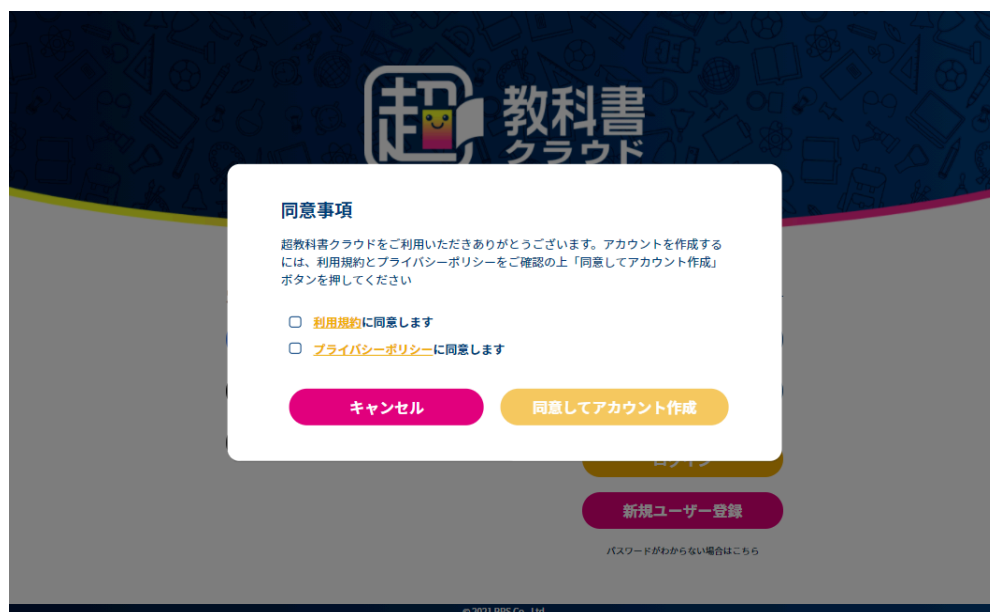 超
教科書
クラウド
同意事項
超教科書クラウドをご利用いただきありがとうございます。アカウントを作成する
には、利用規約とプライバシーポリシーをご確認の上「同意してアカウント作成」
ボタンを押してください
利用規約に同意します
プライバシーポリシーに同意します
キャンセル
同意してアカウント作成
ログイン
新規ユーザー登録
パスワードがわからない場合はこちら